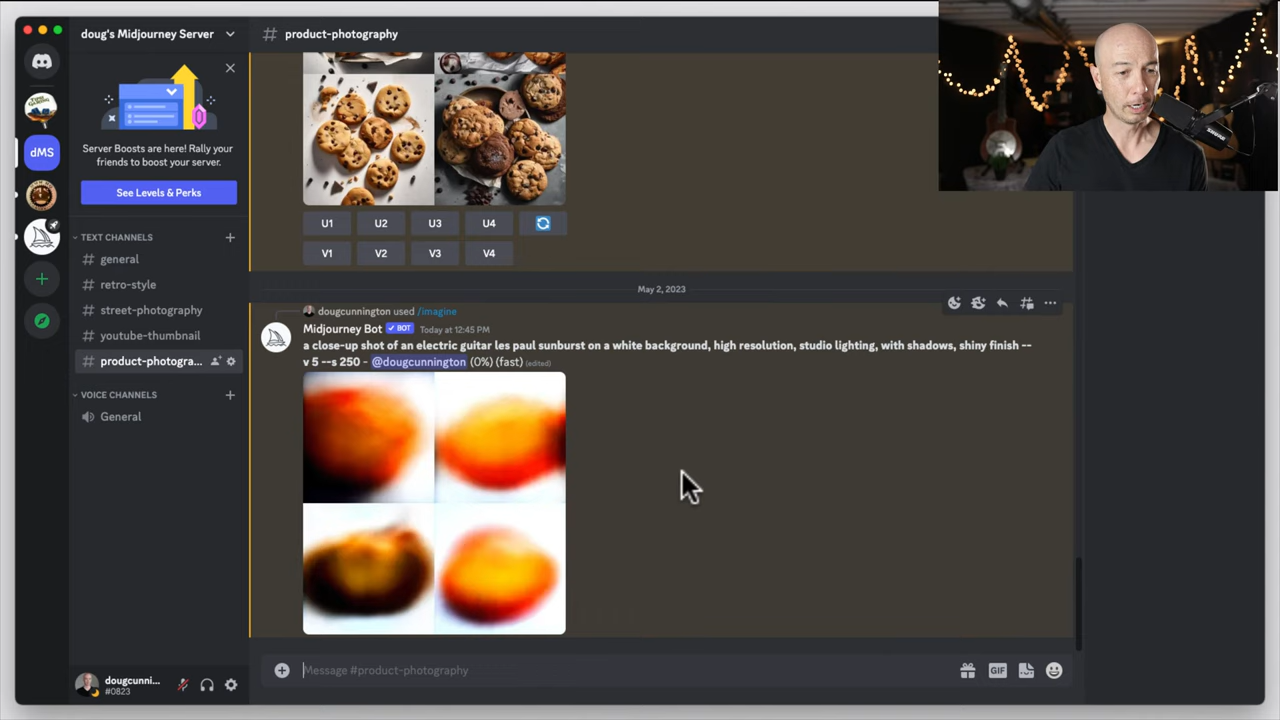 doug's Midjourney Server
# product-photography
dMS
Server Boosts are here! Rally your
friends to boost your server.
See Levels & Perks
TEXT CHANNELS
# general
# retro-style
# street-photography
# youtube-thumbnail
# product-photogra...
VOICE CHANNELS
General
U1 U2 U3 U4
V1 V2 V3 V4
May 2, 2023
dougcunnington used /imagine
Midjourney Bot ✓ BOT Today at 12:45 PM
a close-up shot of an electric guitar les paul sunburst on a white background, high resolution, studio lighting, with shadows, shiny finish --
v 5 --s 250 - @dougcunnington (0%) (fast) (edited)
Message #product-photography
GIF
dougcunni...
#0823
SHURE